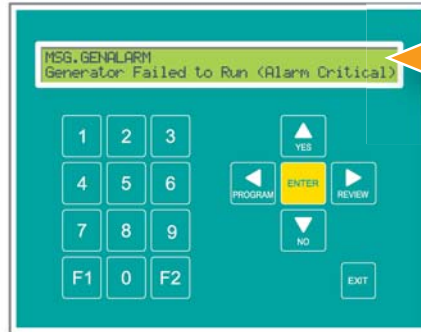 MSG.GENALARM
Generator Failed to Run (Alarm Critical)
1 2 3
YES
4 5 6
PROGRAM ENTER REVIEW
7 8 9
NO
F1 0 F2
EXIT